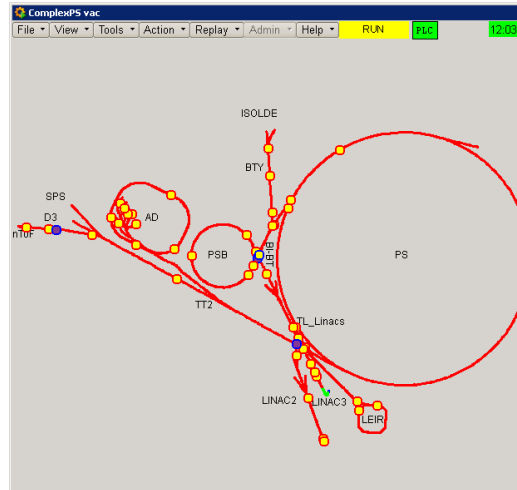 ComplexPS vac
File View Tools Action Replay Admin Help RUN PLC 12:03
ISOLDE
BTY
SPS
D3
AD
nToF
PSB
BI-BT
PS
TT2
TL_Linacs
LINAC2
LINAC3
LEIR